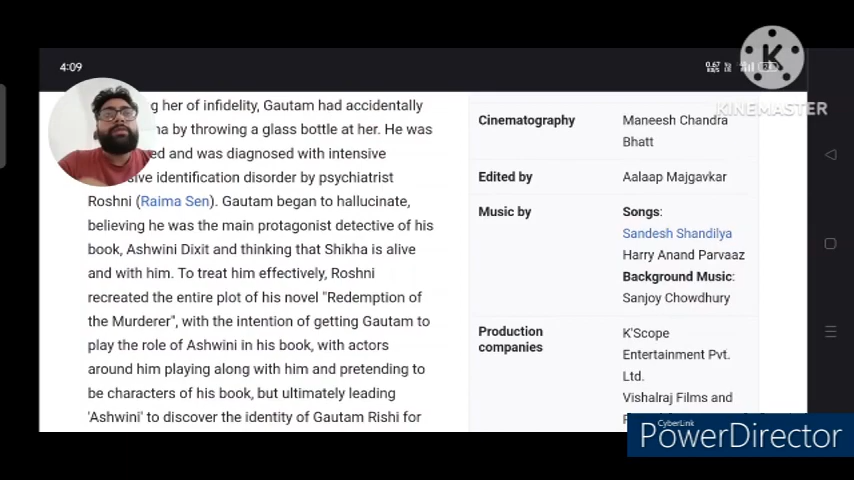 4:09
0.67
KB/S
KINEMASTER
g her of infidelity, Gautam had accidentally
na by throwing a glass bottle at her. He was
ed and was diagnosed with intensive
sive identification disorder by psychiatrist
Roshni (Raima Sen). Gautam began to hallucinate,
believing he was the main protagonist detective of his
book, Ashwini Dixit and thinking that Shikha is alive
and with him. To treat him effectively, Roshni
recreated the entire plot of his novel "Redemption of
the Murderer", with the intention of getting Gautam to
play the role of Ashwini in his book, with actors
around him playing along with him and pretending to
be characters of his book, but ultimately leading
'Ashwini' to discover the identity of Gautam Rishi for
Cinematography
Maneesh Chandra
Bhatt
Edited by
Aalaap Majgavkar
Music by
Songs:
Sandesh Shandilya
Harry Anand Parvaaz
Background Music:
Sanjoy Chowdhury
Production
companies
K'Scope
Entertainment Pvt.
Ltd.
Vishalraj Films and
CyberLink
PowerDirector